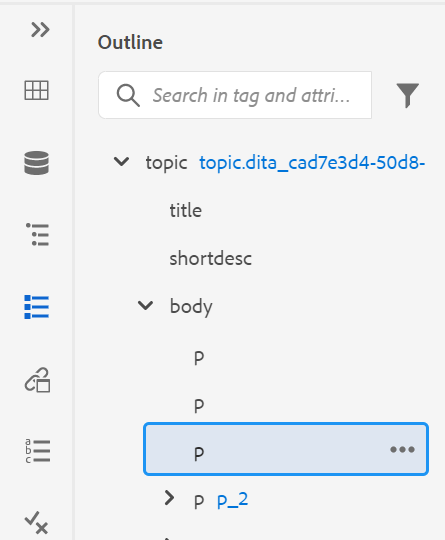 Outline
Search in tag and attri...
topic topic.dita_cad7e3d4-50d8-
title
shortdesc
body
p
p
p
p p_2
a
b
c